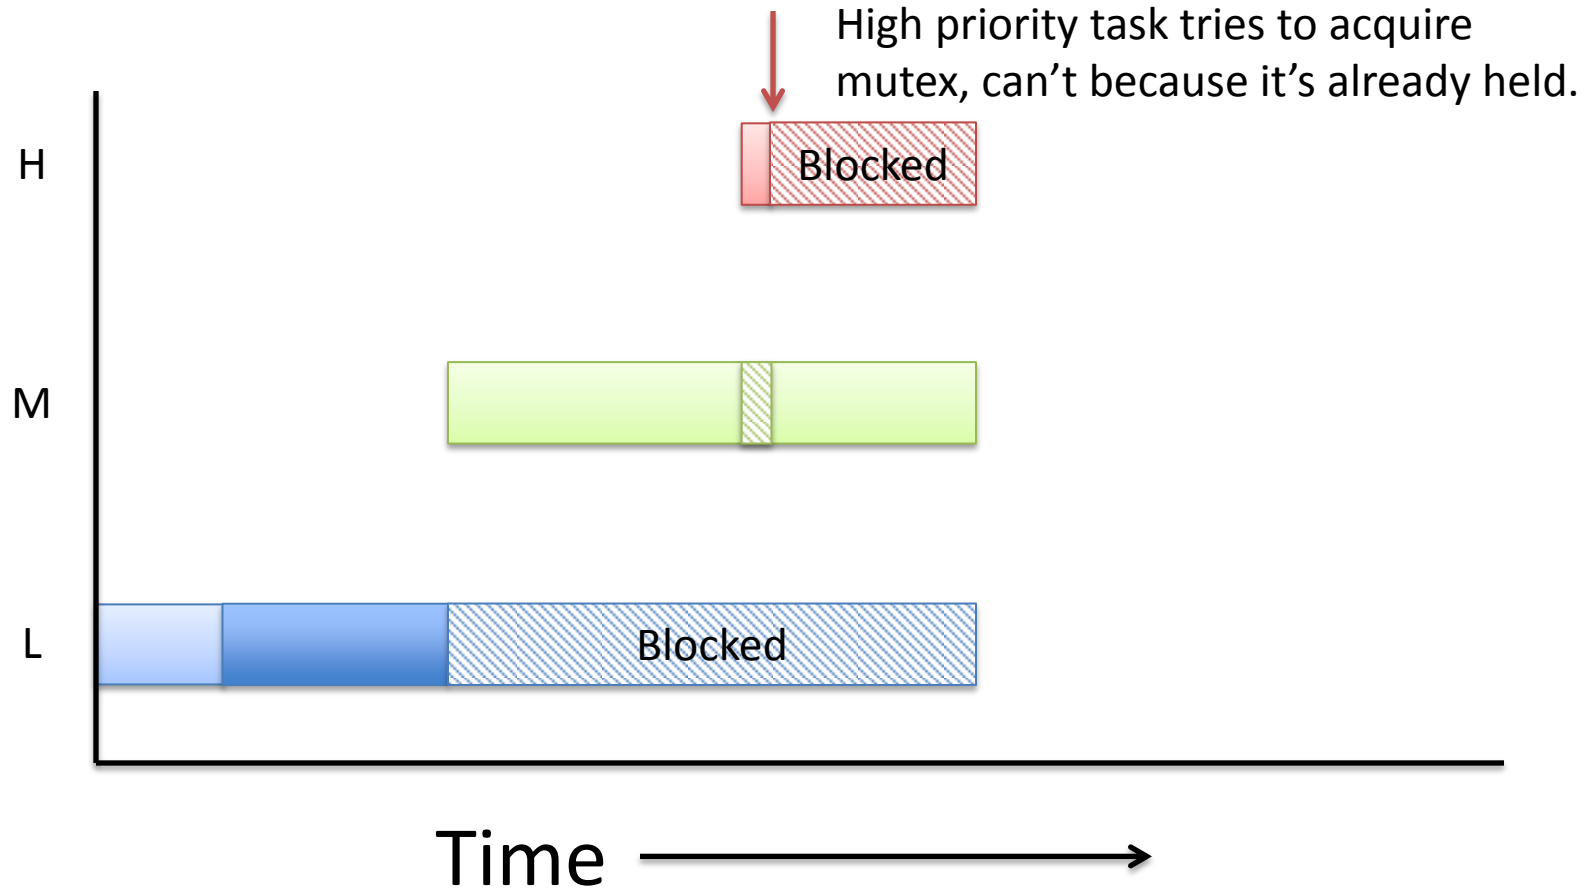 High priority task tries to acquire
mutex, can’t because it’s already held.
H
Blocked
M
L
Blocked
Time